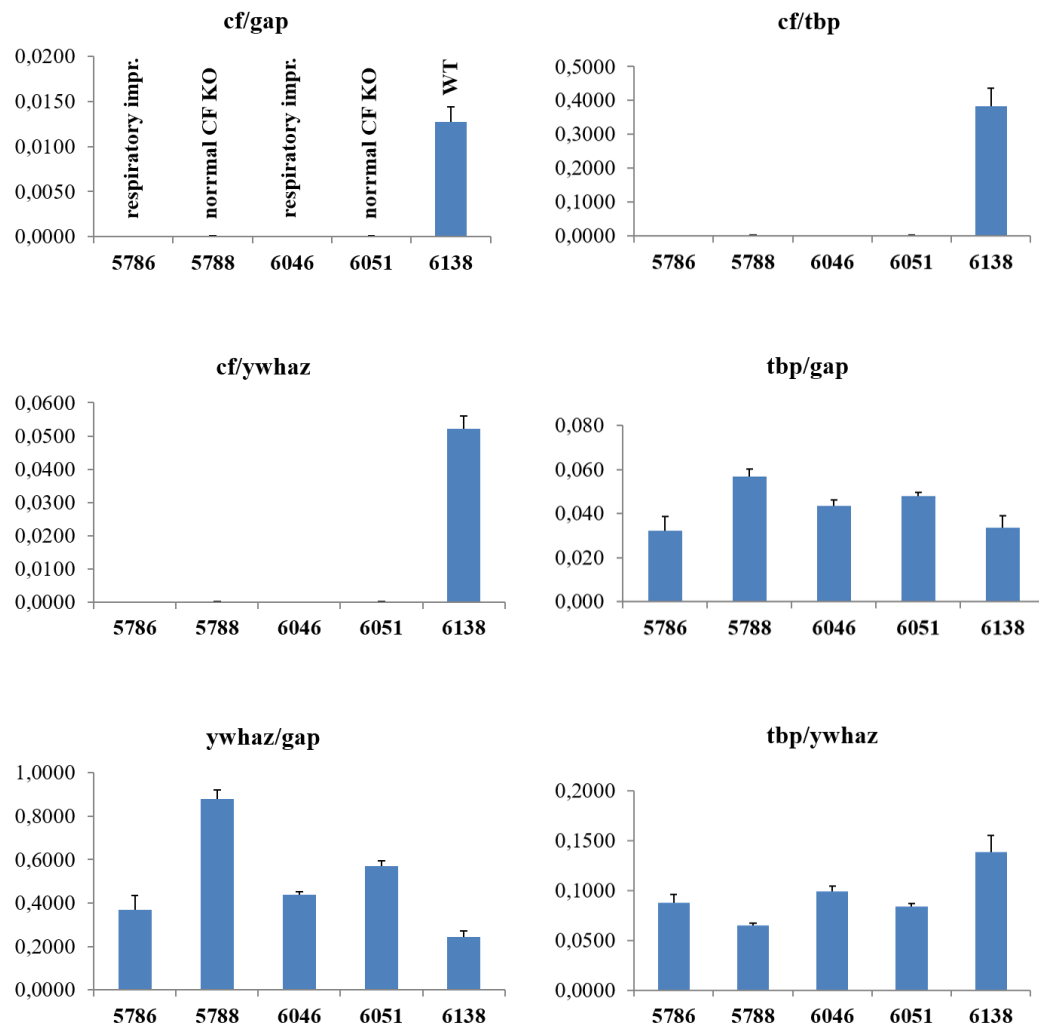 cf/gap
0,0200
0,0150
0,0100
0,0050
0,0000
respiratory impr.
norrmal CF KO
respiratory impr.
norrmal CF KO
WT
5786 5788 6046 6051 6138
cf/tbp
0,5000
0,4000
0,3000
0,2000
0,1000
0,0000
5786 5788 6046 6051 6138
cf/ywhaz
0,0600
0,0500
0,0400
0,0300
0,0200
0,0100
0,0000
5786 5788 6046 6051 6138
tbp/gap
0,080
0,060
0,040
0,020
0,000
5786 5788 6046 6051 6138
ywhaz/gap
1,0000
0,8000
0,6000
0,4000
0,2000
0,0000
5786 5788 6046 6051 6138
tbp/ywhaz
0,2000
0,1500
0,1000
0,0500
0,0000
5786 5788 6046 6051 6138